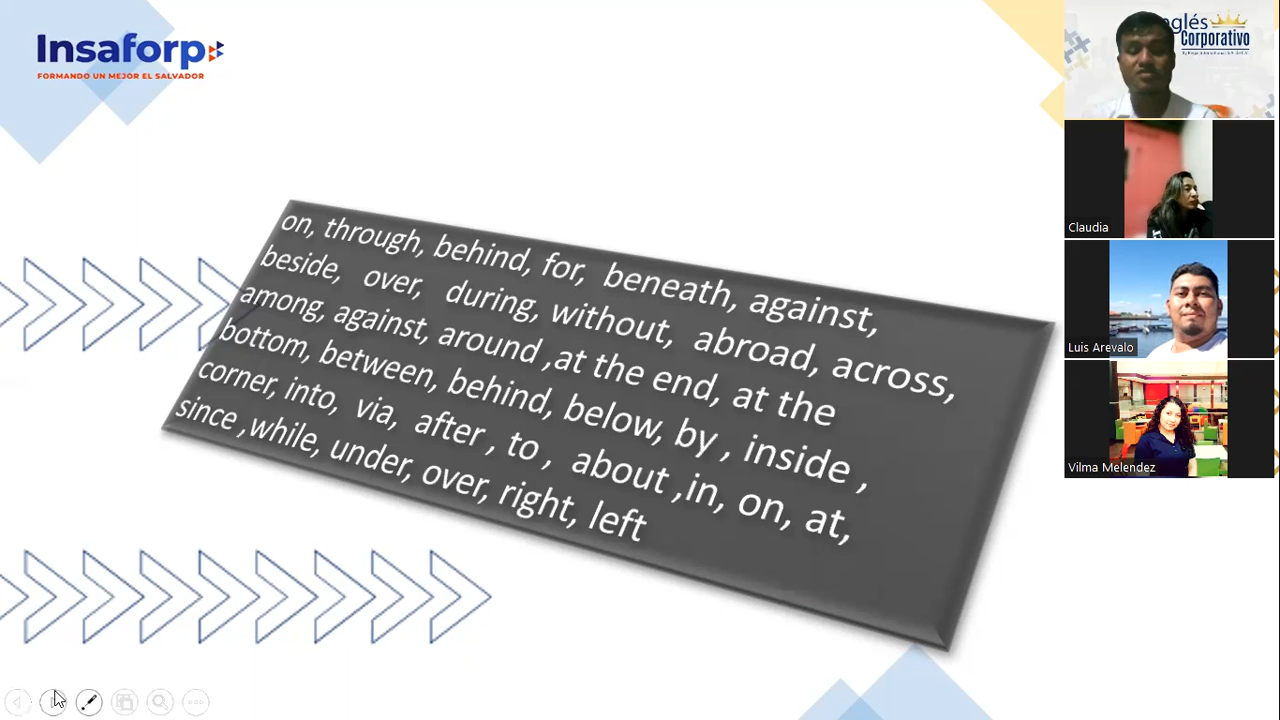 Insaforp
FORMANDO UN MEJOR EL SALVADOR
on, through, behind, for, beneath, against,
beside, over, during, without, abroad, across,
among, against, around ,at the end, at the
bottom, between, behind, below, by , inside ,
corner, into, via, after , to , about ,in, on, at,
since ,while, under, over, right, left
Inglés
Corporativo
Claudia
Luis Arevalo
Vilma Melendez